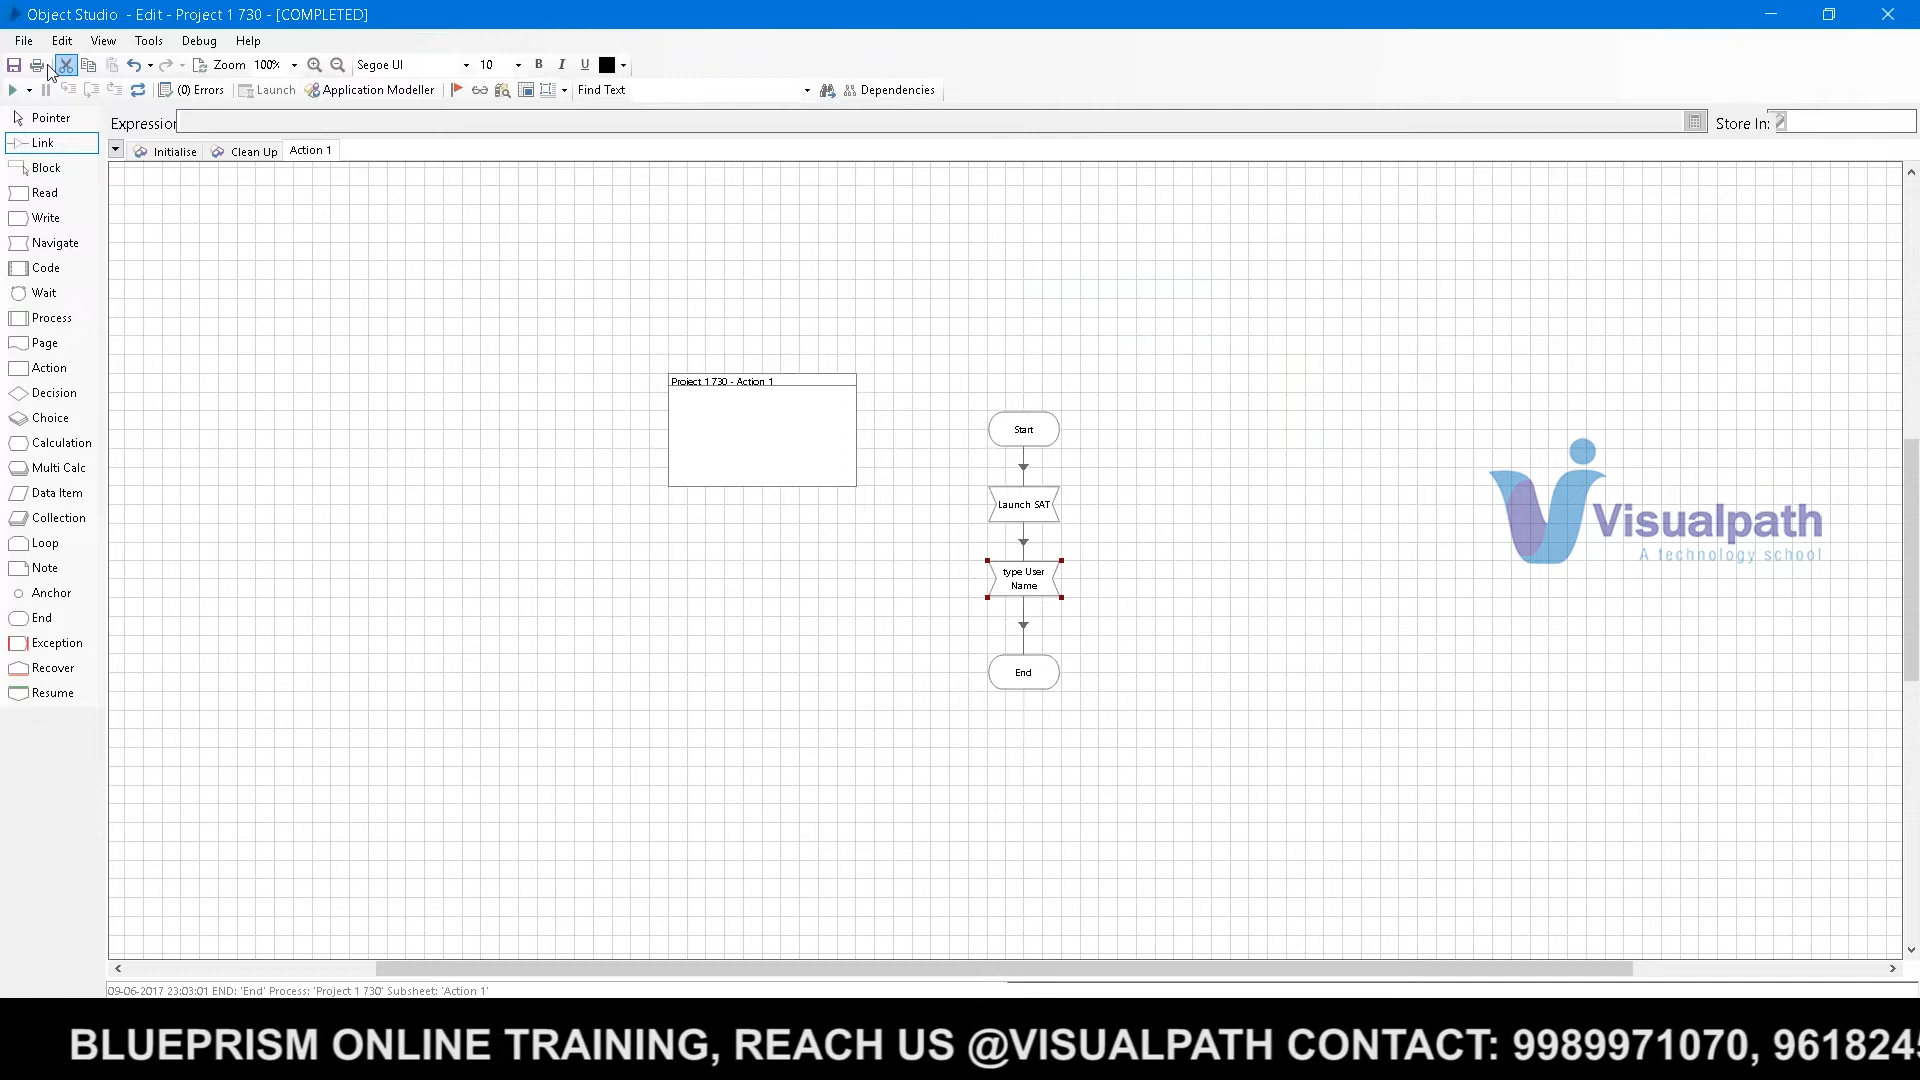 Object Studio - Edit - Project 1 730 - [COMPLETED]
File Edit View Tools Debug Help
Zoom 100% Segoe UI 10 B I U
(0) Errors Launch Application Modeller Find Text Dependencies
Expression Store In:
Initialise Clean Up Action 1
Pointer
Link
Block
Read
Write
Navigate
Code
Wait
Process
Page
Action
Decision
Choice
Calculation
Multi Calc
Data Item
Collection
Loop
Note
Anchor
End
Exception
Recover
Resume
Project 1 730 - Action 1
Start
Launch SAT
type User
Name
End
Visualpath
A technology school
09-06-2017 23:03:01 END: 'End' Process: 'Project 1 730' Subsheet: 'Action 1'
BLUEPRISM ONLINE TRAINING, REACH US @VISUALPATH CONTACT: 9989971070, 961824